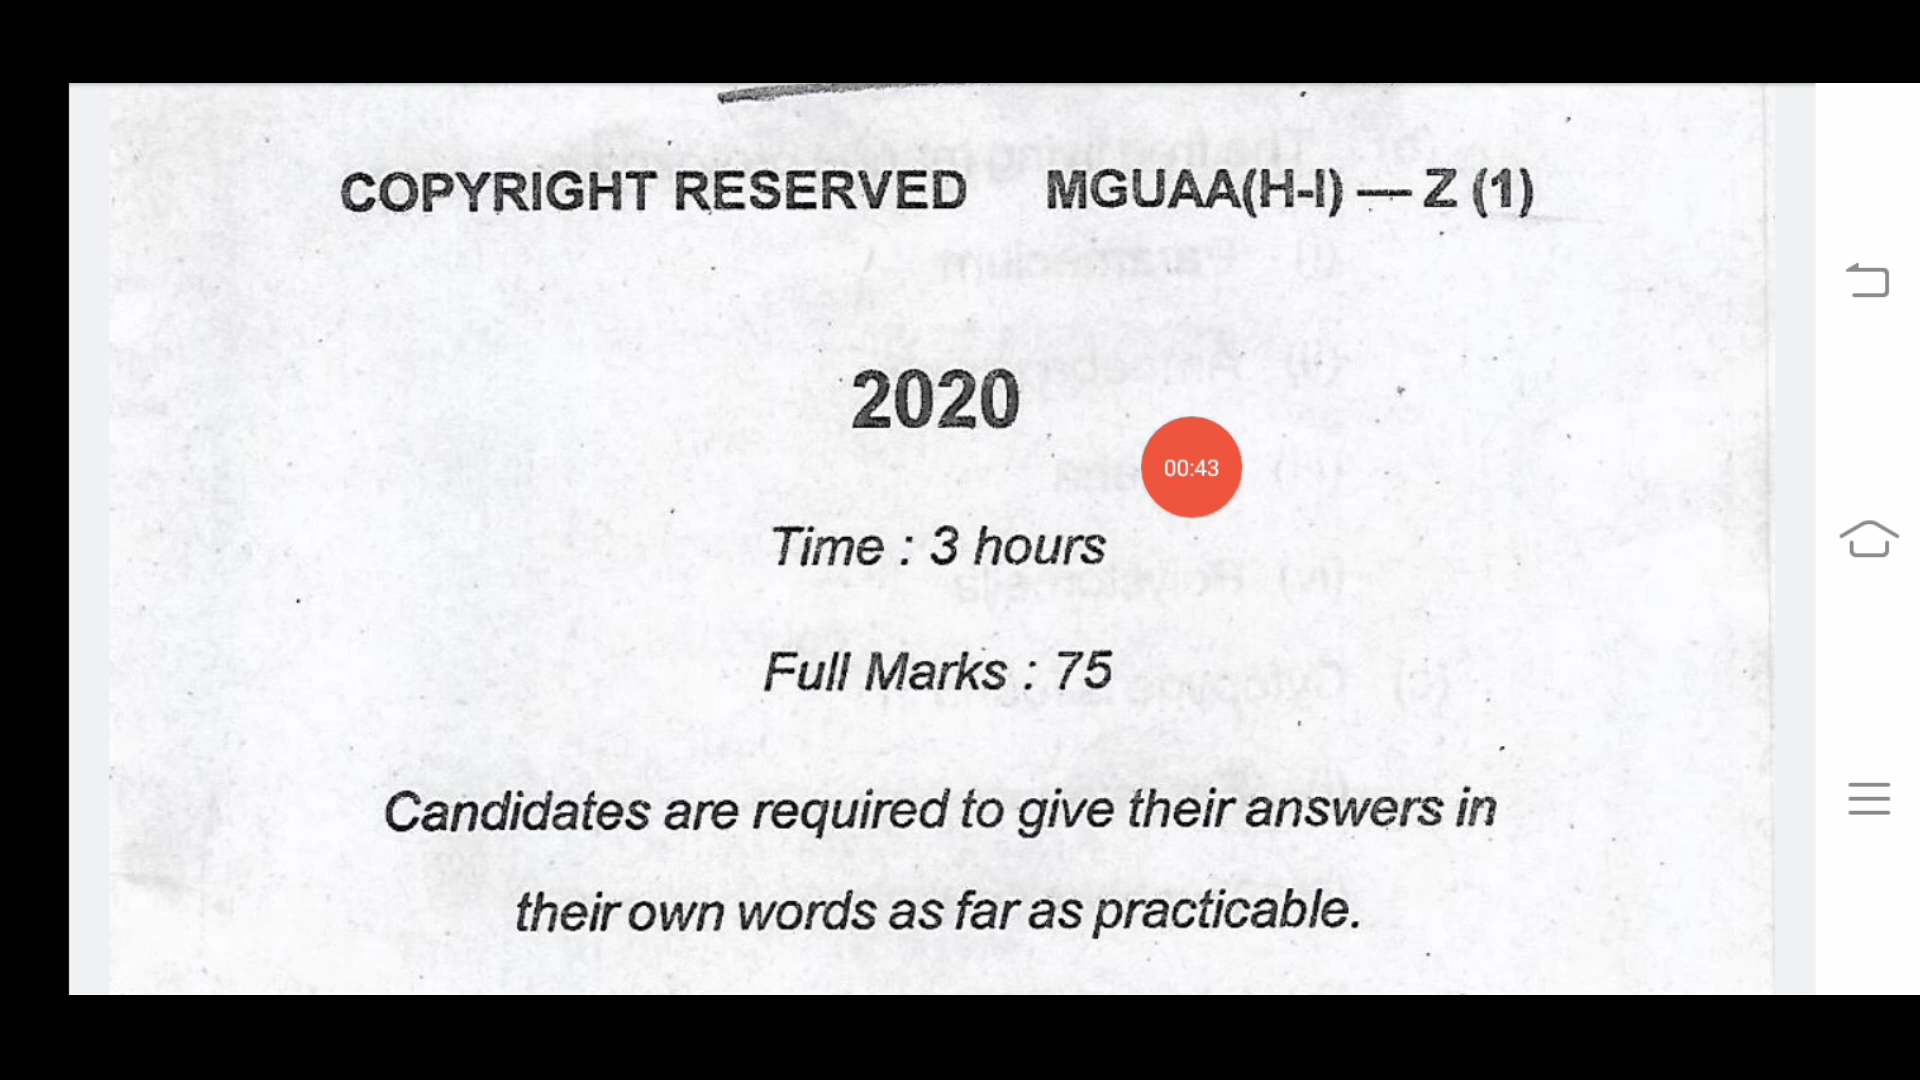 COPYRIGHT RESERVED MGUAA(H-I) — Z (1)
2020
00:43
Time : 3 hours
Full Marks : 75
Candidates are required to give their answers in
their own words as far as practicable.